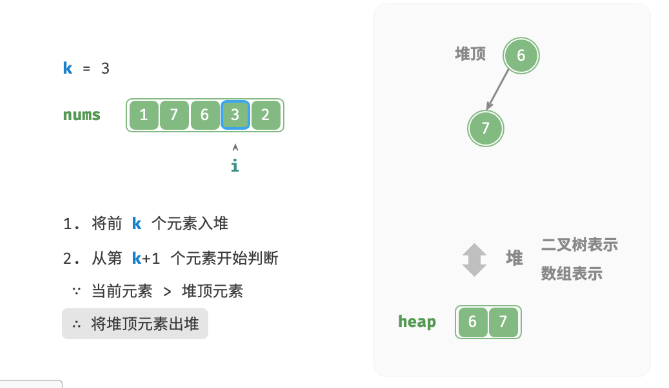 k = 3
nums 1 7 6 3 2
i
1. 将前 k 个元素入堆
2. 从第 k+1 个元素开始判断
∵ 当前元素 > 堆顶元素
∴ 将堆顶元素出堆
堆顶 6
7
堆 二叉树表示
数组表示
heap 6 7